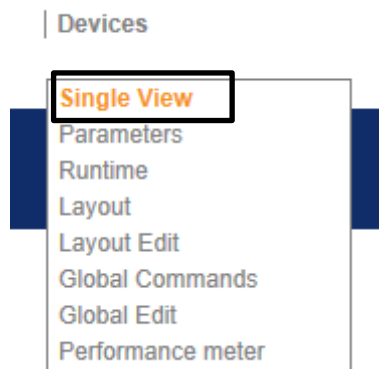 Devices
Single View
Parameters
Runtime
Layout
Layout Edit
Global Commands
Global Edit
Performance meter